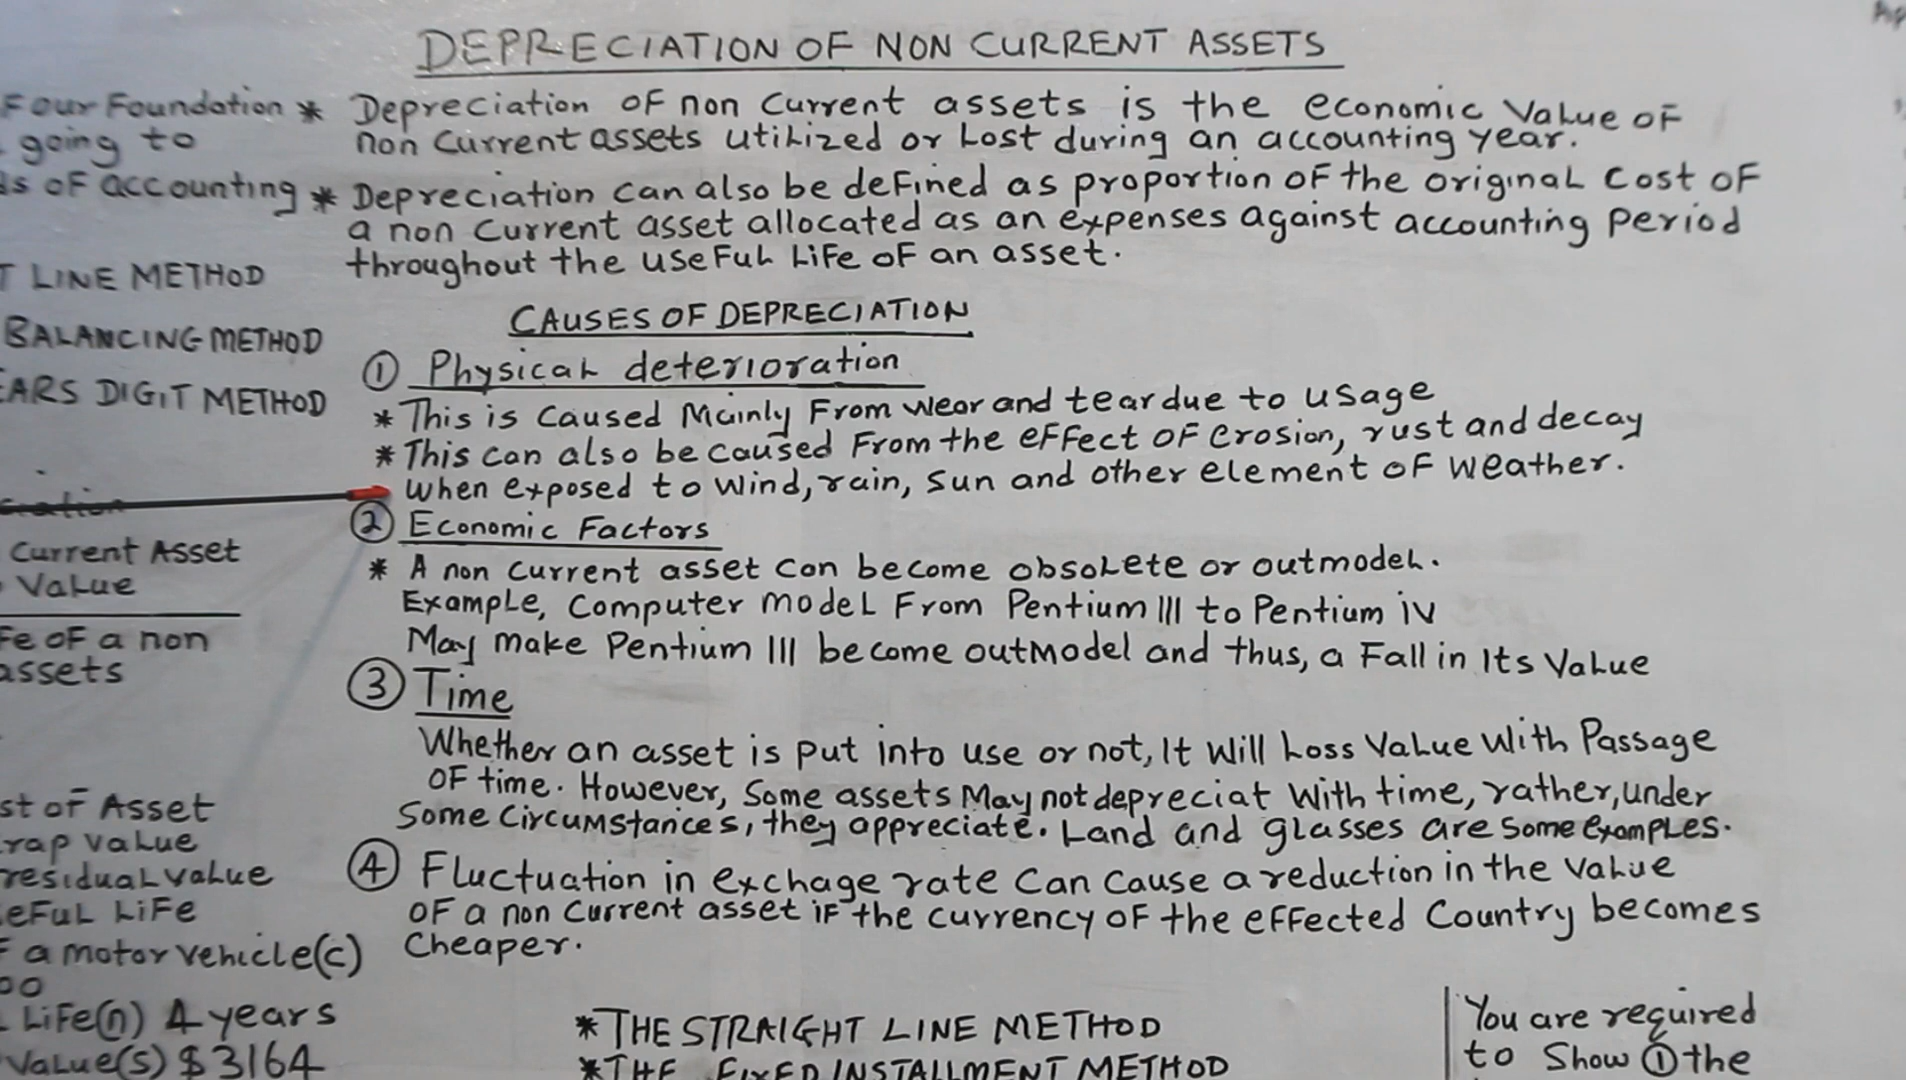 DEPRECIATION OF NON CURRENT ASSETS
* Depreciation OF non Current assets is the economic Value OF
non Current assets utilized or Lost during an accounting year.
* Depreciation can also be deFined as proportion OF the original Cost OF
a non Current asset allocated as an expenses against accounting Period
throughout the useFul LiFe oF an asset.
CAUSES OF DEPRECIATION
① Physical deterioration
* This is Caused Mainly From wear and tear due to usage
* This can also be caused From the eFFect OF erosion, rust and decay
When exposed to Wind, rain, Sun and other element oF Weather.
② Economic Factors
* A non Current asset can become obsolete or outmodel.
Example, Computer model From Pentium III to Pentium iV
May make Pentium III become outmodel and thus, a Fall in Its Value
③ Time
Whether an asset is put into use or not, It Will Loss Value With Passage
OF time. However, Some assets May not depreciat With time, rather, under
Some Circumstances, they appreciate. Land and glasses are some examples.
④ Fluctuation in exchage rate Can Cause a reduction in the Value
OF a non Current asset iF the currency OF the eFFected Country becomes
Cheaper.
* THE STRAIGHT LINE METHOD
* THE FIXED INSTALLMENT METHOD
Four Foundation
going to
OF accounting
LINE METHOD
BALANCING METHOD
DIGIT METHOD
Current Asset
Value
OF a non
assets
OF Asset
Value
residual value
LiFe
a motor vehicle(c)
LiFe(n) 4 years
Value(s) $3164
You are required
to Show ① the